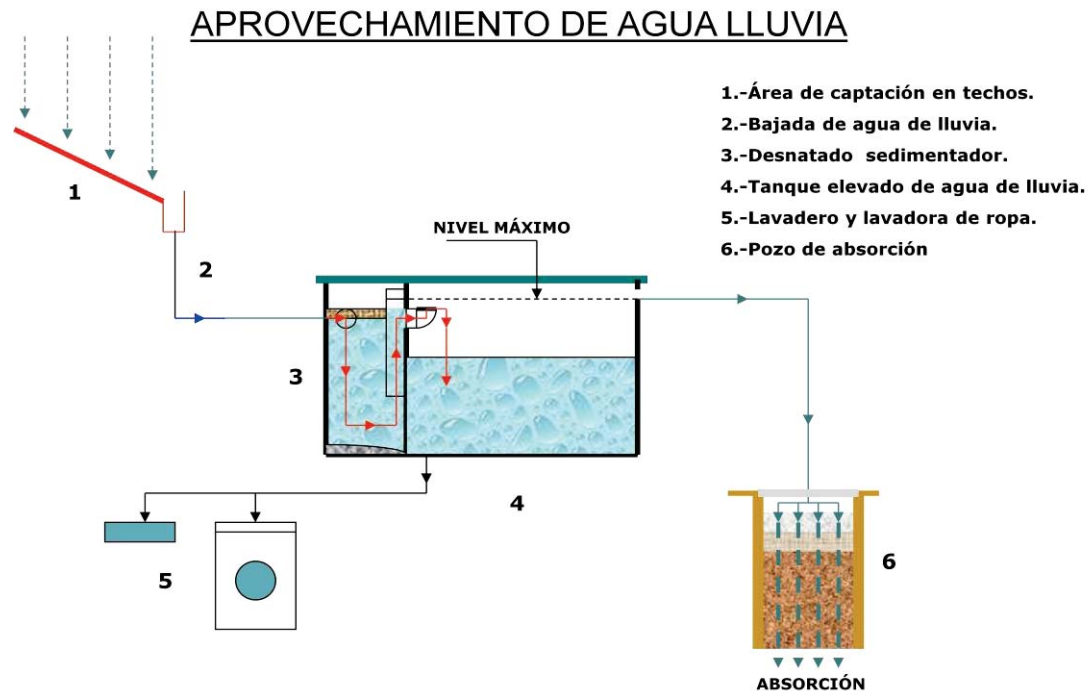 APROVECHAMIENTO DE AGUA LLUVIA
1.-Área de captación en techos.
2.-Bajada de agua de lluvia.
3.-Desnatado sedimentador.
4.-Tanque elevado de agua de lluvia.
5.-Lavadero y lavadora de ropa.
6.-Pozo de absorción
1
2
NIVEL MÁXIMO
3
4
5
6
ABSORCIÓN